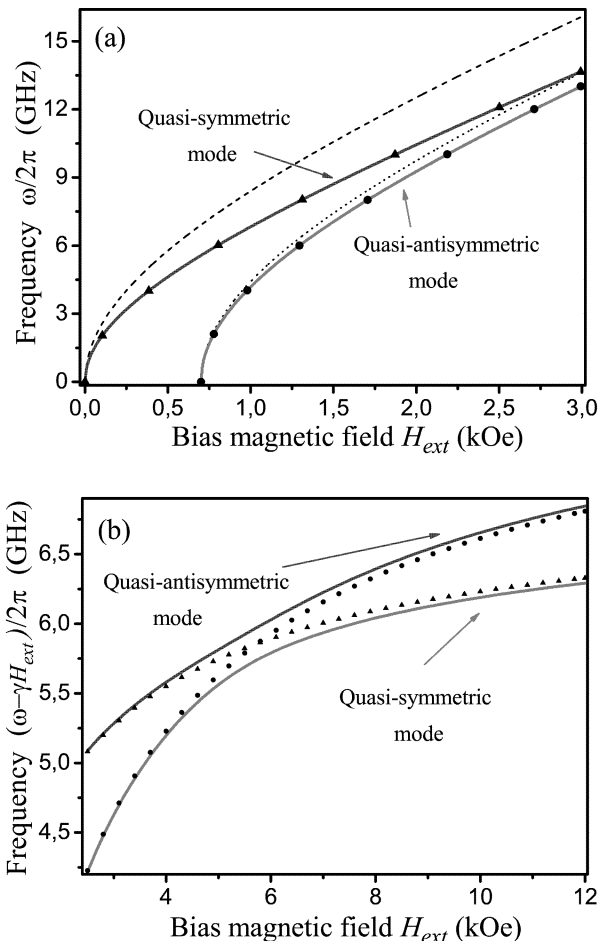 (a)
Quasi-symmetric
mode
Quasi-antisymmetric
mode
Frequency ω/2π (GHz)
15
12
9
6
3
0
0,0 0,5 1,0 1,5 2,0 2,5 3,0
Bias magnetic field Hext (kOe)
(b)
Quasi-antisymmetric
mode
Quasi-symmetric
mode
Frequency (ω−γHext)/2π (GHz)
6,5
6,0
5,5
5,0
4,5
4 6 8 10 12
Bias magnetic field Hext (kOe)